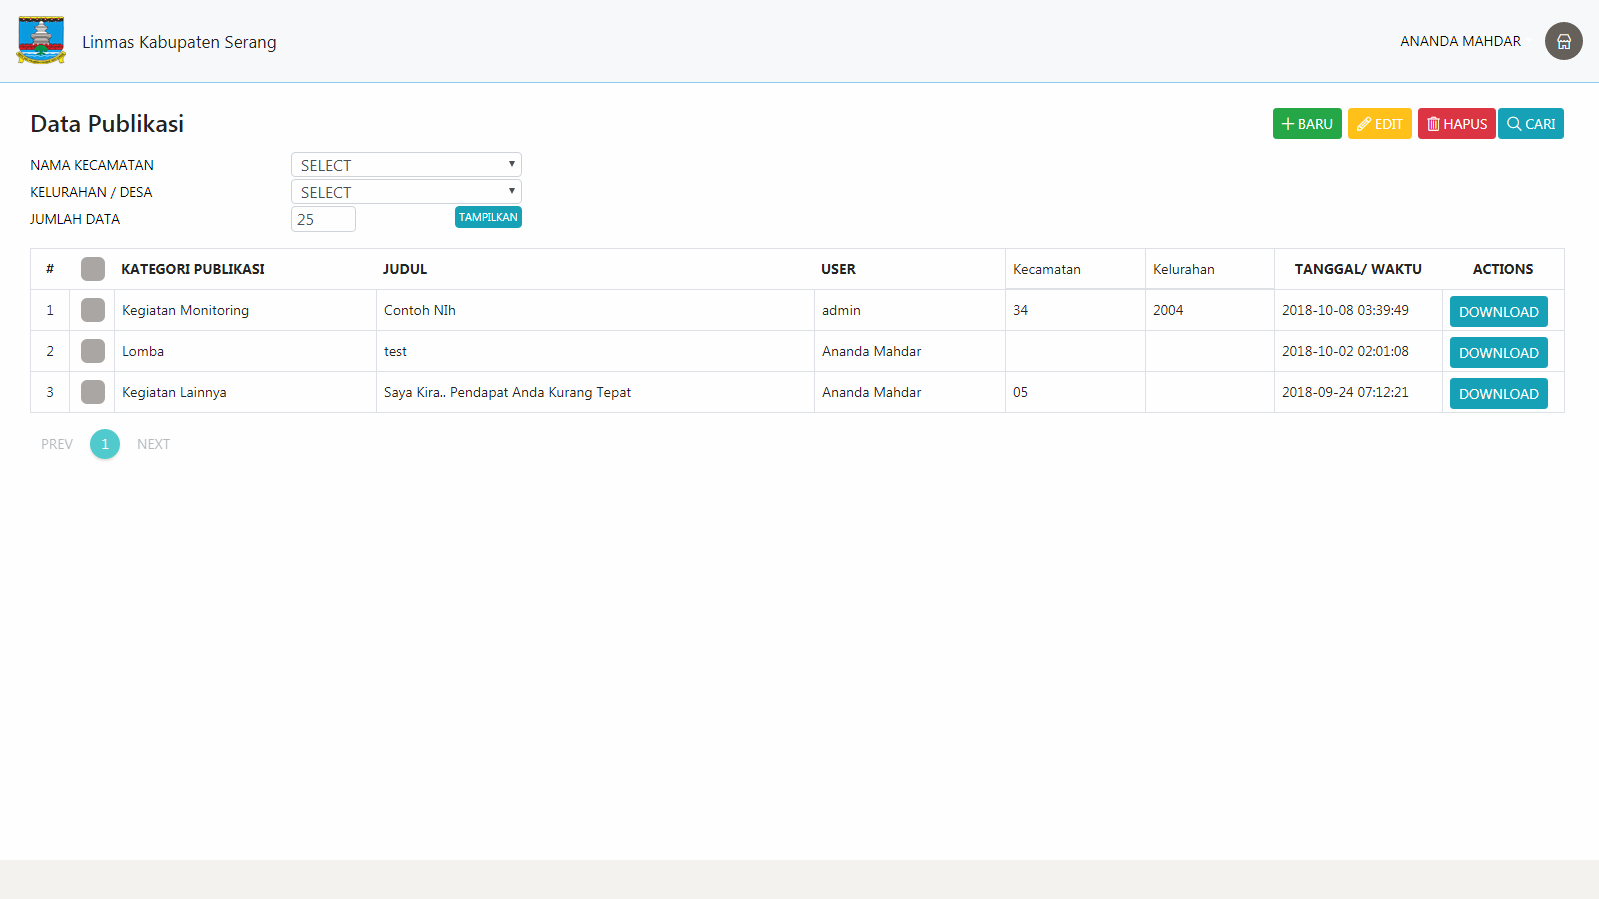 Linmas Kabupaten Serang
ANANDA MAHDAR
Data Publikasi
BARU EDIT HAPUS CARI
NAMA KECAMATAN SELECT
KELURAHAN / DESA SELECT
JUMLAH DATA 25 TAMPILKAN
# KATEGORI PUBLIKASI JUDUL USER Kecamatan Kelurahan TANGGAL/ WAKTU ACTIONS
1 Kegiatan Monitoring Contoh NIh admin 34 2004 2018-10-08 03:39:49 DOWNLOAD
2 Lomba test Ananda Mahdar 2018-10-02 02:01:08 DOWNLOAD
3 Kegiatan Lainnya Saya Kira.. Pendapat Anda Kurang Tepat Ananda Mahdar 05 2018-09-24 07:12:21 DOWNLOAD
PREV 1 NEXT